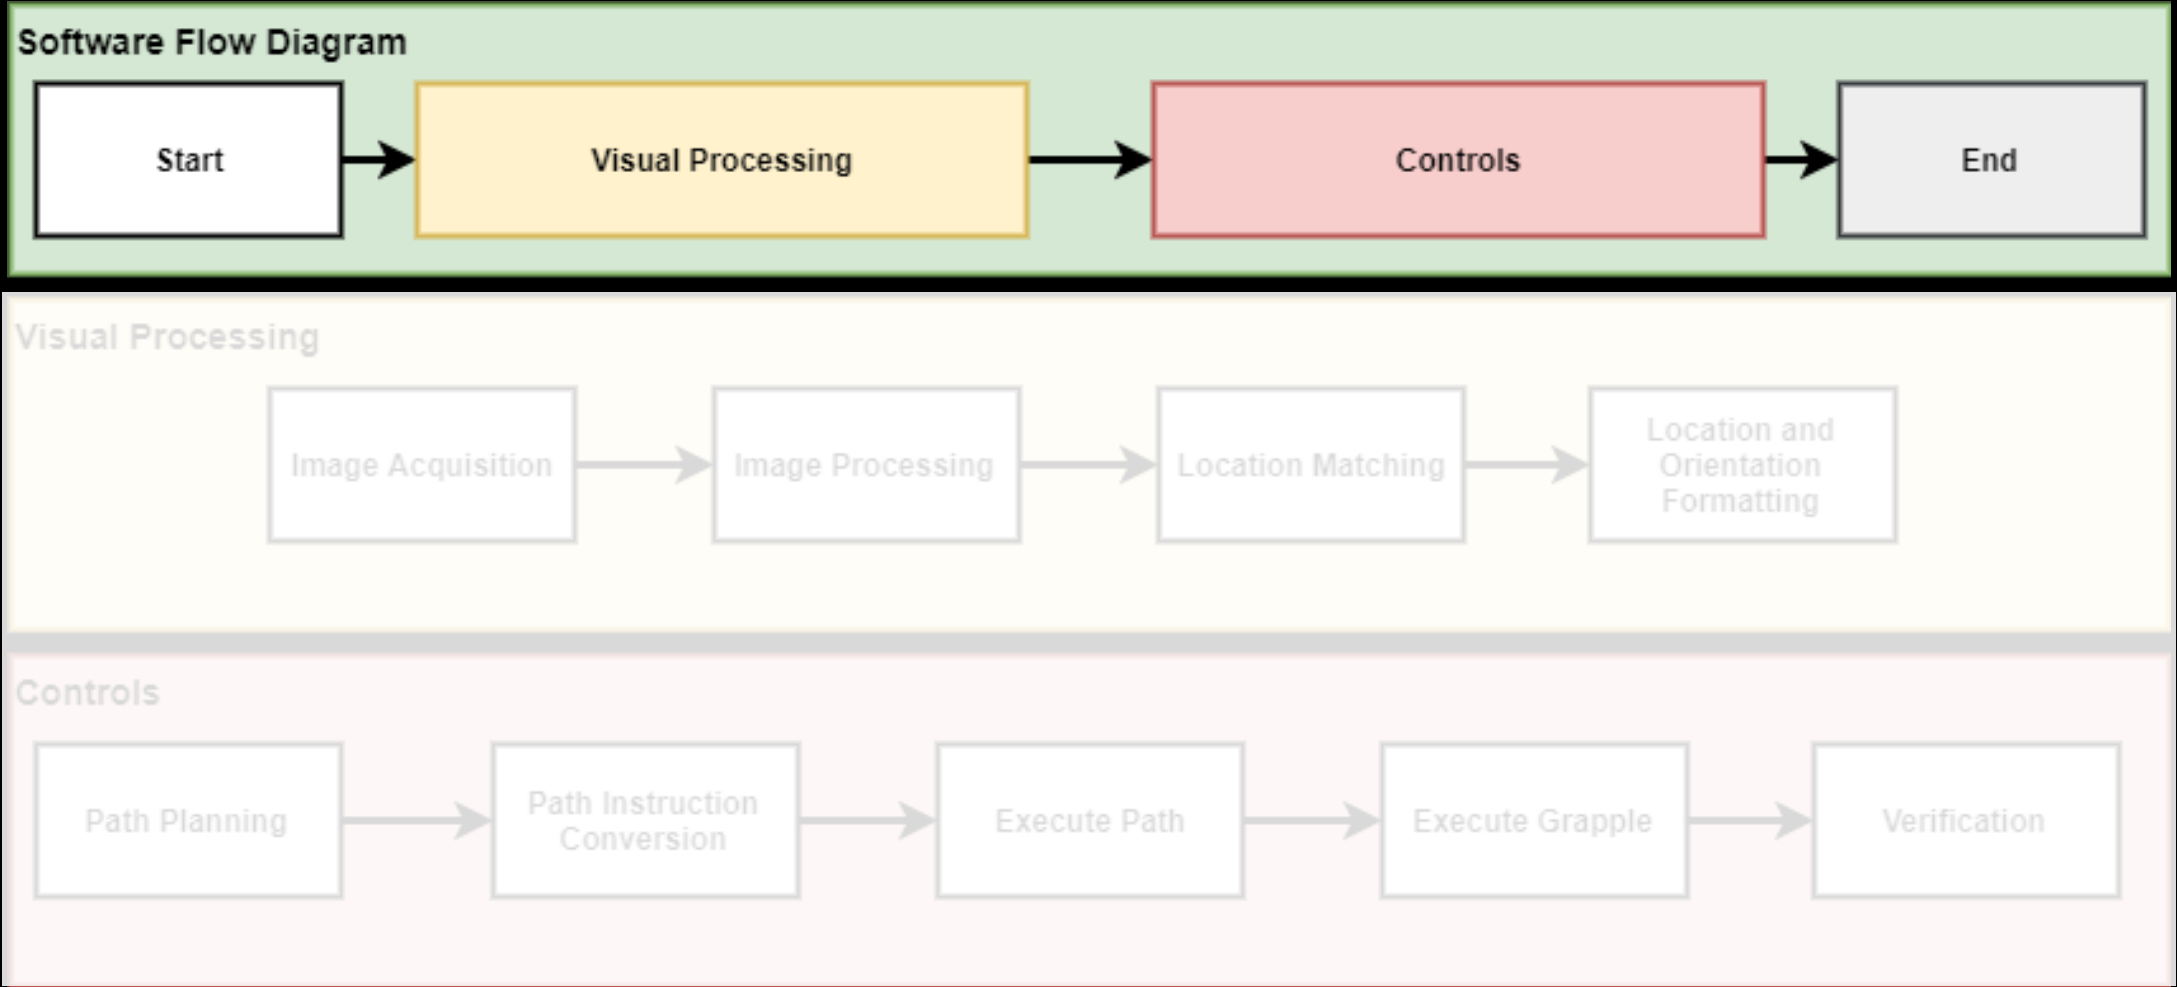 Software Flow Diagram
Start
Visual Processing
Controls
End
Visual Processing
Image Acquisition
Image Processing
Location Matching
Location and
Orientation
Formatting
Controls
Path Planning
Path Instruction
Conversion
Execute Path
Execute Grapple
Verification